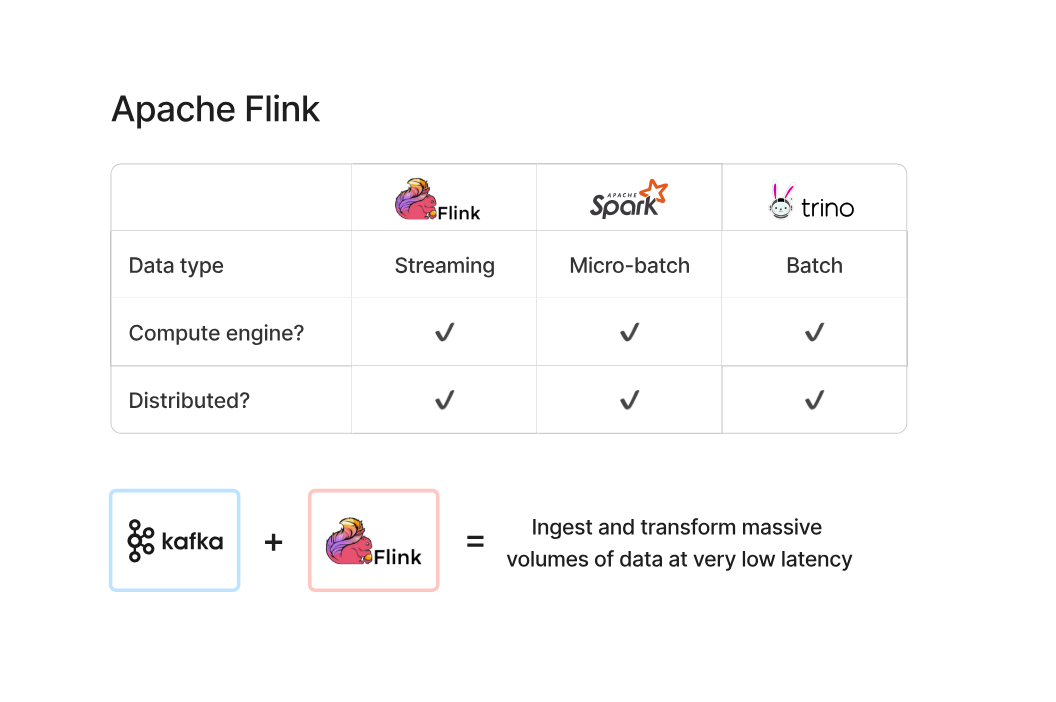 Apache Flink
Flink APACHE Spark trino
Data type Streaming Micro-batch Batch
Compute engine? ✓ ✓ ✓
Distributed? ✓ ✓ ✓
kafka + Flink = Ingest and transform massive
volumes of data at very low latency